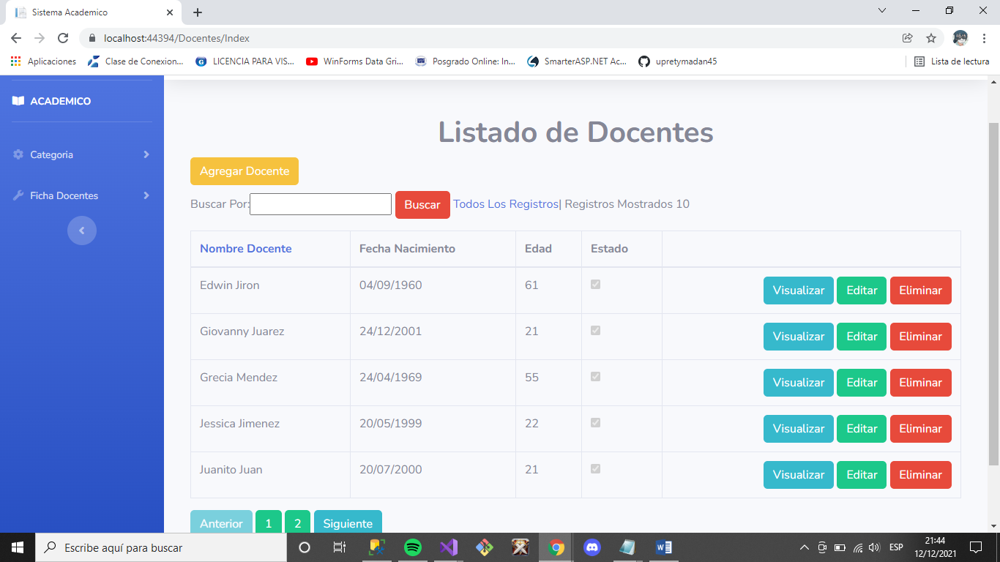 Sistema Academico
localhost:44394/Docentes/Index
Aplicaciones Clase de Conexion... LICENCIA PARA VIS... WinForms Data Gri... Posgrado Online: In... SmarterASP.NET Ac... upretymadan45 Lista de lectura
ACADEMICO
Categoria
Ficha Docentes
Listado de Docentes
Agregar Docente
Buscar Por: Buscar Todos Los Registros| Registros Mostrados 10
Nombre Docente Fecha Nacimiento Edad Estado
Edwin Jiron 04/09/1960 61 Visualizar Editar Eliminar
Giovanny Juarez 24/12/2001 21 Visualizar Editar Eliminar
Grecia Mendez 24/04/1969 55 Visualizar Editar Eliminar
Jessica Jimenez 20/05/1999 22 Visualizar Editar Eliminar
Juanito Juan 20/07/2000 21 Visualizar Editar Eliminar
Anterior 1 2 Siguiente
Escribe aquí para buscar
ESP
21:44
12/12/2021